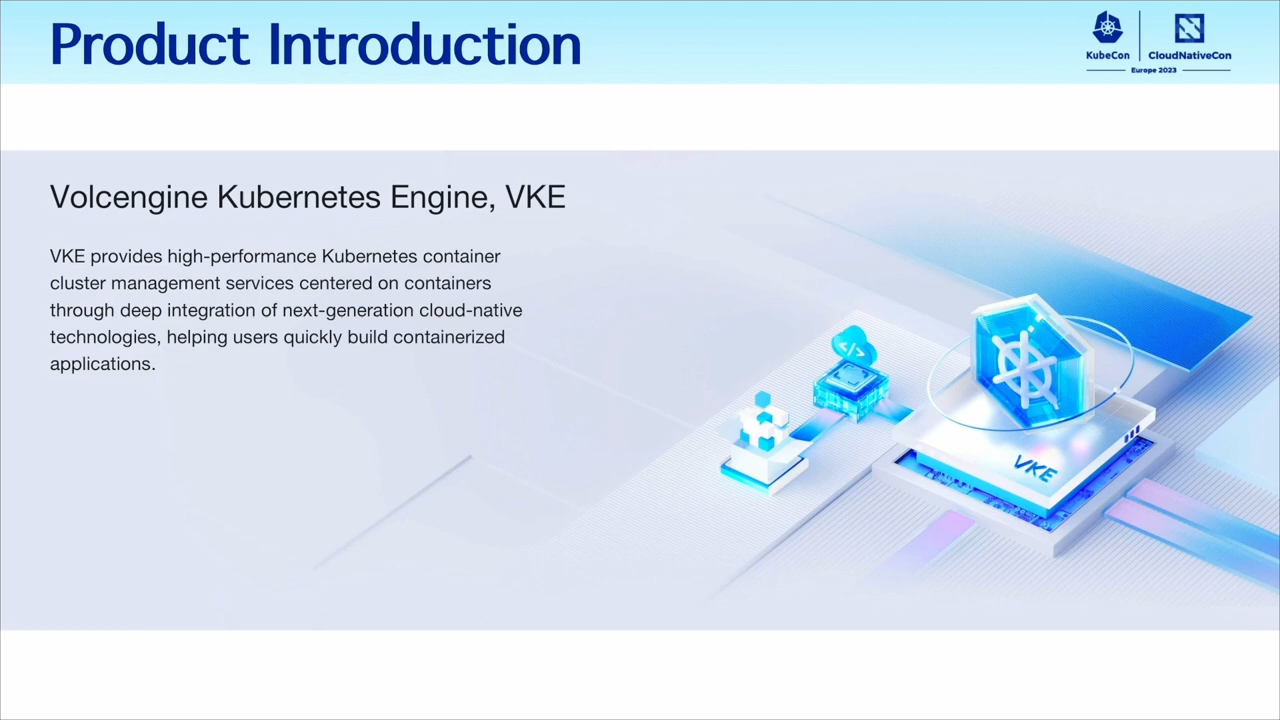 Product Introduction
KubeCon
CloudNativeCon
Europe 2023
Volcengine Kubernetes Engine, VKE
VKE provides high-performance Kubernetes container
cluster management services centered on containers
through deep integration of next-generation cloud-native
technologies, helping users quickly build containerized
applications.
</>
VKE